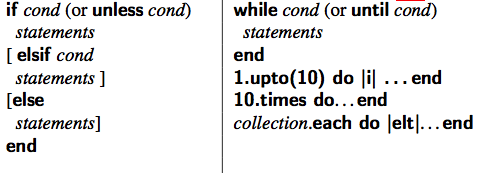 if cond (or unless cond)
statements
[ elsif cond
statements ]
[else
statements]
end
while cond (or until cond)
statements
end
1.upto(10) do |i| ...end
10.times do...end
collection.each do |elt|...end